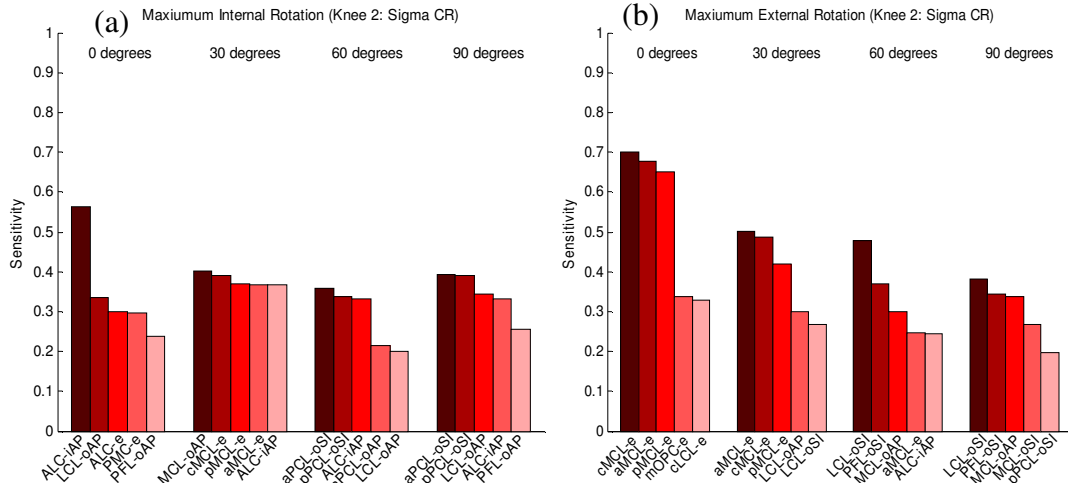 (a)
Maxiumum Internal Rotation (Knee 2: Sigma CR)
0 degrees
30 degrees
60 degrees
90 degrees
Sensitivity
1
0.9
0.8
0.7
0.6
0.5
0.4
0.3
0.2
0.1
0
ALC-iAP
LCL-oAP
ALC-e
PMC-e
PFL-oAP
MCL-oAP
cMCL-e
pMCL-e
aMCL-e
ALC-iAP
aPCL-oSI
pPCL-oSI
ALC-iAP
pPCL-oAP
LCL-oAP
aPCL-oSI
pPCL-oSI
LCL-oAP
ALC-iAP
PFL-oAP
(b)
Maxiumum External Rotation (Knee 2: Sigma CR)
0 degrees
30 degrees
60 degrees
90 degrees
Sensitivity
1
0.9
0.8
0.7
0.6
0.5
0.4
0.3
0.2
0.1
0
cMCL-e
aMCL-e
pMCL-e
mOPC-e
cLCL-e
aMCL-e
cMCL-e
pMCL-e
LCL-oAP
LCL-oSI
LCL-oSI
PFL-oSI
MCL-oAP
aMCL-e
ALC-iAP
LCL-oSI
PFL-oSI
MCL-oAP
MCL-oSI
pPCL-oSI